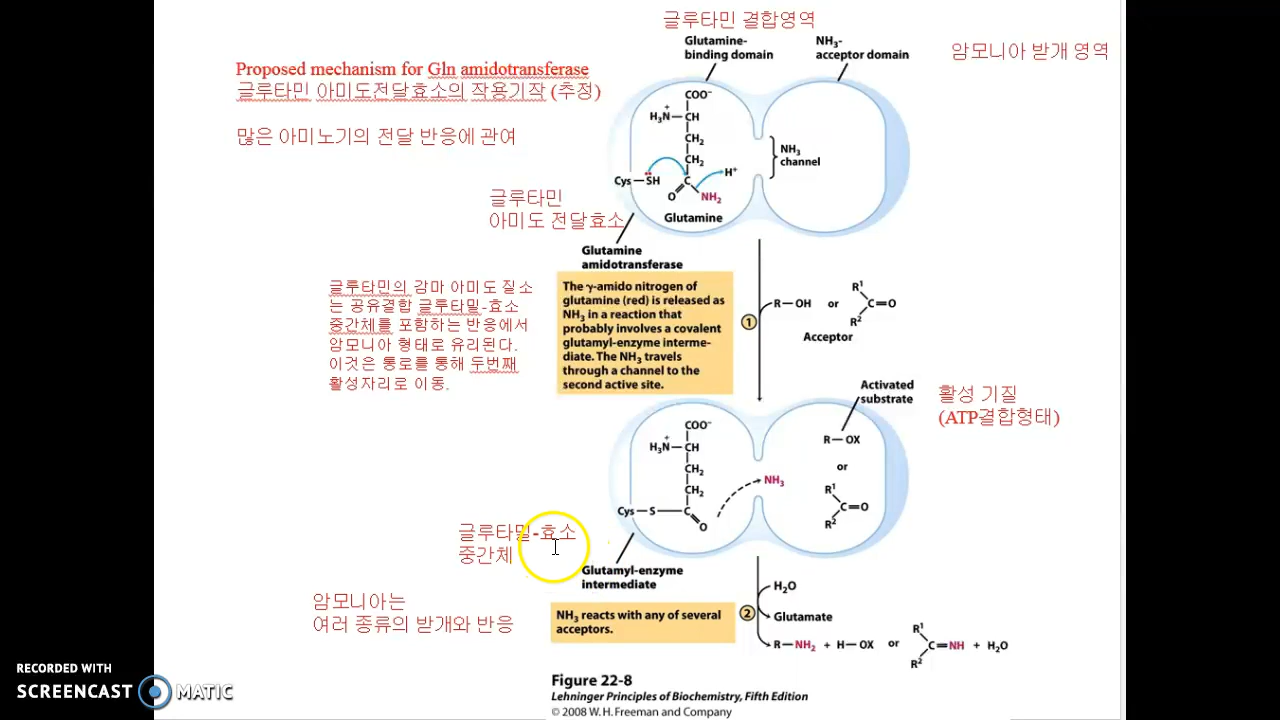 글루타민 결합영역
Glutamine-
binding domain
NH₃-
acceptor domain
암모니아 받개 영역
Proposed mechanism for Gln amidotransferase
글루타민 아미도전달효소의 작용기작 (추정)
많은 아미노기의 전달 반응에 관여
COO⁻
H₃N⁺—CH
CH₂
CH₂
Cys—SH
C
H⁺
O
NH₂
Glutamine
NH₃
channel
글루타민
아미도 전달효소
Glutamine
amidotransferase
글루타민의 감마 아미도 질소
는 공유결합 글루타밀-효소
중간체를 포함하는 반응에서
암모니아 형태로 유리된다.
이것은 통로를 통해 두번째
활성자리로 이동.
The γ-amido nitrogen of
glutamine (red) is released as
NH₃ in a reaction that
probably involves a covalent
glutamyl-enzyme interme-
diate. The NH₃ travels
through a channel to the
second active site.
1
R—OH or
R¹
C=O
R²
Acceptor
Activated
substrate
활성 기질
(ATP결합형태)
COO⁻
H₃N⁺—CH
CH₂
CH₂
Cys—S—C
O
NH₃
R—OX
or
R¹
C=O
R²
글루타밀-효소
중간체
Glutamyl-enzyme
intermediate
암모니아는
여러 종류의 받개와 반응
NH₃ reacts with any of several
acceptors.
2
H₂O
Glutamate
R—NH₂ + H—OX or
R¹
C=NH + H₂O
R²
Figure 22-8
Lehninger Principles of Biochemistry, Fifth Edition
© 2008 W. H. Freeman and Company
RECORDED WITH
SCREENCAST MATIC